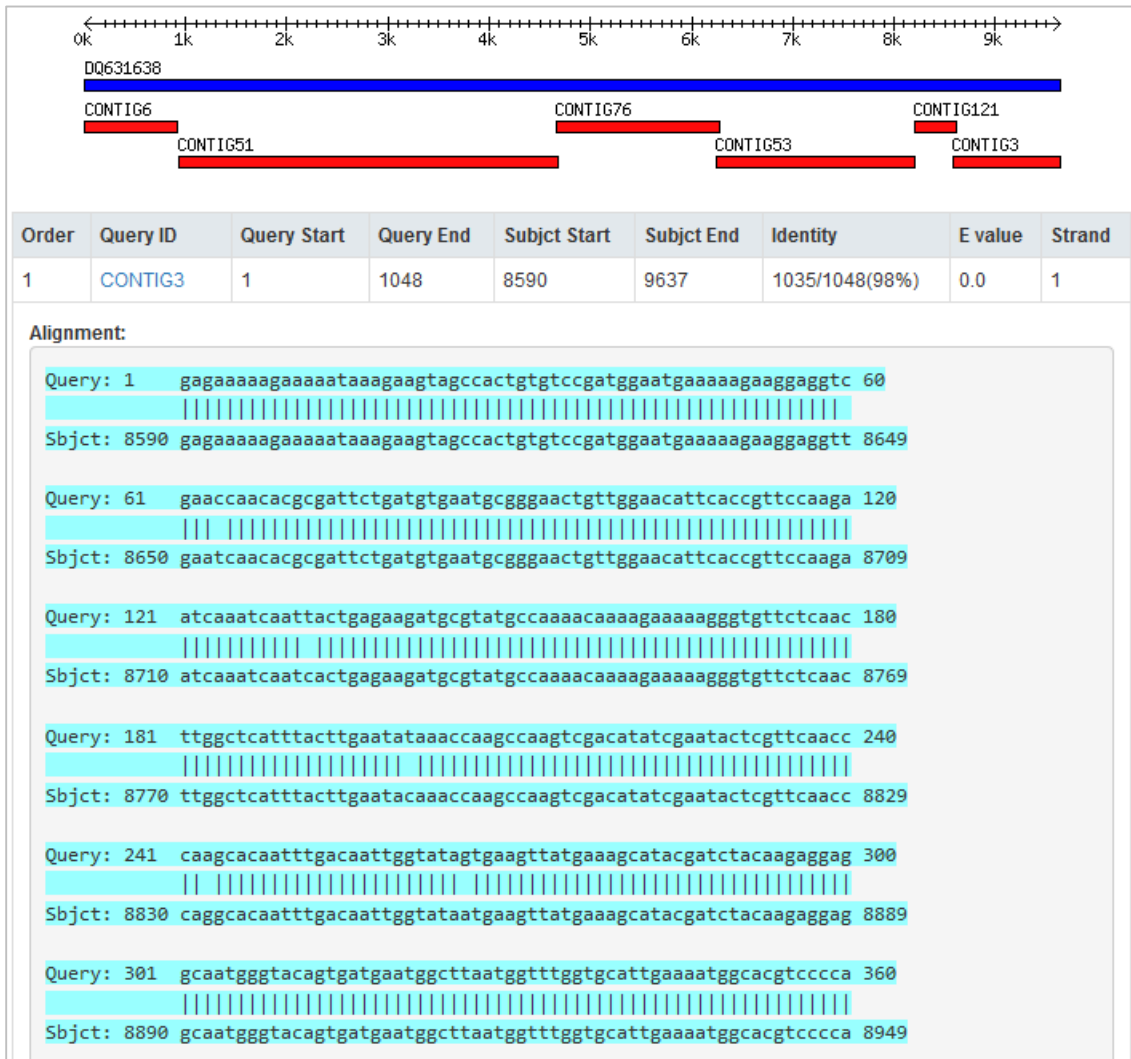 0k 1k 2k 3k 4k 5k 6k 7k 8k 9k
DQ631638
CONTIG6 CONTIG76 CONTIG121
CONTIG51 CONTIG53 CONTIG3
Order Query ID Query Start Query End Subjct Start Subjct End Identity E value Strand
1 CONTIG3 1 1048 8590 9637 1035/1048(98%) 0.0 1
Alignment:
Query: 1 gagaaaaagaaaaataaagaagtagccactgtgtccgatggaatgaaaaagaaggaggtc 60
|||||||||||||||||||||||||||||||||||||||||||||||||||||||||||
Sbjct: 8590 gagaaaaagaaaaataaagaagtagccactgtgtccgatggaatgaaaaagaaggaggtt 8649
Query: 61 gaaccaacacgcgattctgatgtgaatgcgggaactgttggaacattcaccgttccaaga 120
||| ||||||||||||||||||||||||||||||||||||||||||||||||||||||||
Sbjct: 8650 gaatcaacacgcgattctgatgtgaatgcgggaactgttggaacattcaccgttccaaga 8709
Query: 121 atcaaatcaattactgagaagatgcgtatgccaaaacaaaagaaaaagggtgttctcaac 180
||||||||||| ||||||||||||||||||||||||||||||||||||||||||||||||
Sbjct: 8710 atcaaatcaatcactgagaagatgcgtatgccaaaacaaaagaaaaagggtgttctcaac 8769
Query: 181 ttggctcatttacttgaatataaaccaagccaagtcgacatatcgaatactcgttcaacc 240
|||||||||||||||||||| |||||||||||||||||||||||||||||||||||||||
Sbjct: 8770 ttggctcatttacttgaatacaaaccaagccaagtcgacatatcgaatactcgttcaacc 8829
Query: 241 caagcacaatttgacaattggtatagtgaagttatgaaagcatacgatctacaagaggag 300
|| |||||||||||||||||||||| ||||||||||||||||||||||||||||||||||
Sbjct: 8830 caggcacaatttgacaattggtataatgaagttatgaaagcatacgatctacaagaggag 8889
Query: 301 gcaatgggtacagtgatgaatggcttaatggtttggtgcattgaaaatggcacgtcccca 360
||||||||||||||||||||||||||||||||||||||||||||||||||||||||||||
Sbjct: 8890 gcaatgggtacagtgatgaatggcttaatggtttggtgcattgaaaatggcacgtcccca 8949